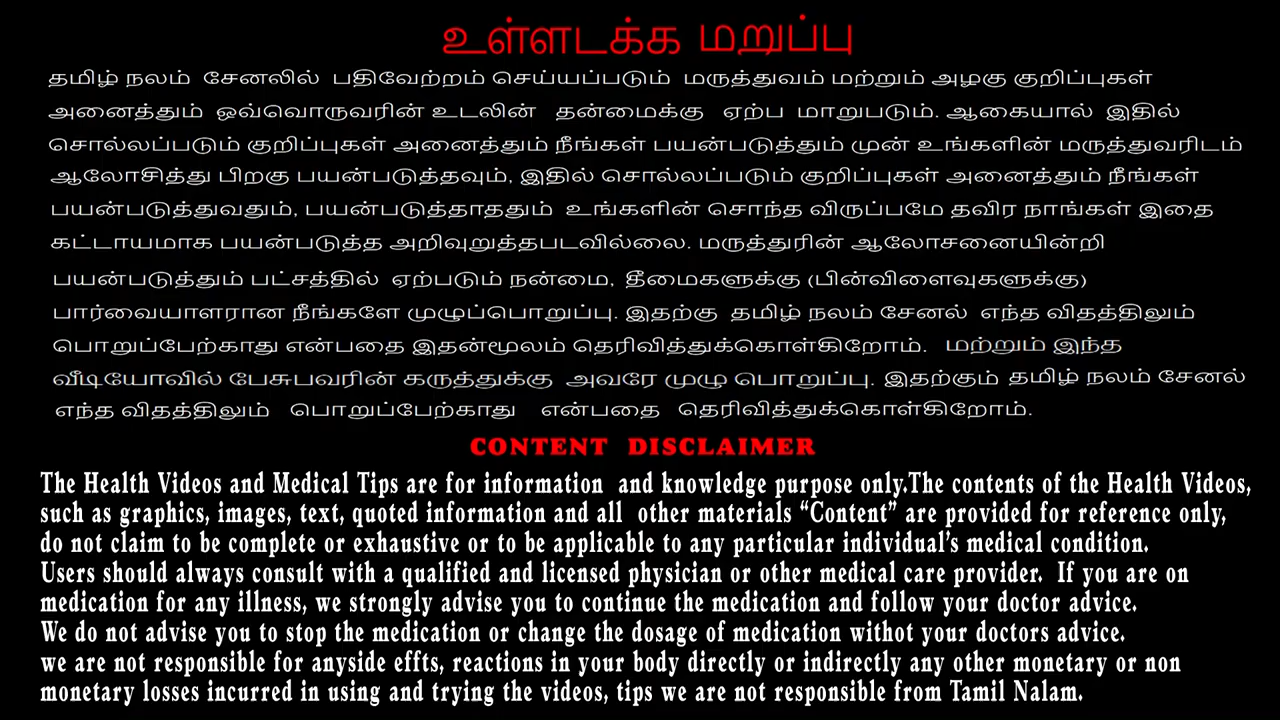 உள்ளடக்க மறுப்பு
தமிழ் நலம் சேனலில் பதிவேற்றம் செய்யப்படும் மருத்துவம் மற்றும் அழகு குறிப்புகள்
அனைத்தும் ஒவ்வொருவரின் உடலின் தன்மைக்கு ஏற்ப மாறுபடும். ஆகையால் இதில்
சொல்லப்படும் குறிப்புகள் அனைத்தும் நீங்கள் பயன்படுத்தும் முன் உங்களின் மருத்துவரிடம்
ஆலோசித்து பிறகு பயன்படுத்தவும், இதில் சொல்லப்படும் குறிப்புகள் அனைத்தும் நீங்கள்
பயன்படுத்துவதும், பயன்படுத்தாததும் உங்களின் சொந்த விருப்பமே தவிர நாங்கள் இதை
கட்டாயமாக பயன்படுத்த அறிவுறுத்தபடவில்லை. மருத்துரின் ஆலோசனையின்றி
பயன்படுத்தும் பட்சத்தில் ஏற்படும் நன்மை, தீமைகளுக்கு (பின்விளைவுகளுக்கு)
பார்வையாளரான நீங்களே முழுப்பொறுப்பு. இதற்கு தமிழ் நலம் சேனல் எந்த விதத்திலும்
பொறுப்பேற்காது என்பதை இதன்மூலம் தெரிவித்துக்கொள்கிறோம். மற்றும் இந்த
வீடியோவில் பேசுபவரின் கருத்துக்கு அவரே முழு பொறுப்பு. இதற்கும் தமிழ் நலம் சேனல்
எந்த விதத்திலும் பொறுப்பேற்காது என்பதை தெரிவித்துக்கொள்கிறோம்.
CONTENT DISCLAIMER
The Health Videos and Medical Tips are for information and knowledge purpose only.The contents of the Health Videos,
such as graphics, images, text, quoted information and all other materials “Content” are provided for reference only,
do not claim to be complete or exhaustive or to be applicable to any particular individual’s medical condition.
Users should always consult with a qualified and licensed physician or other medical care provider. If you are on
medication for any illness, we strongly advise you to continue the medication and follow your doctor advice.
We do not advise you to stop the medication or change the dosage of medication withot your doctors advice.
we are not responsible for anyside effts, reactions in your body directly or indirectly any other monetary or non
monetary losses incurred in using and trying the videos, tips we are not responsible from Tamil Nalam.